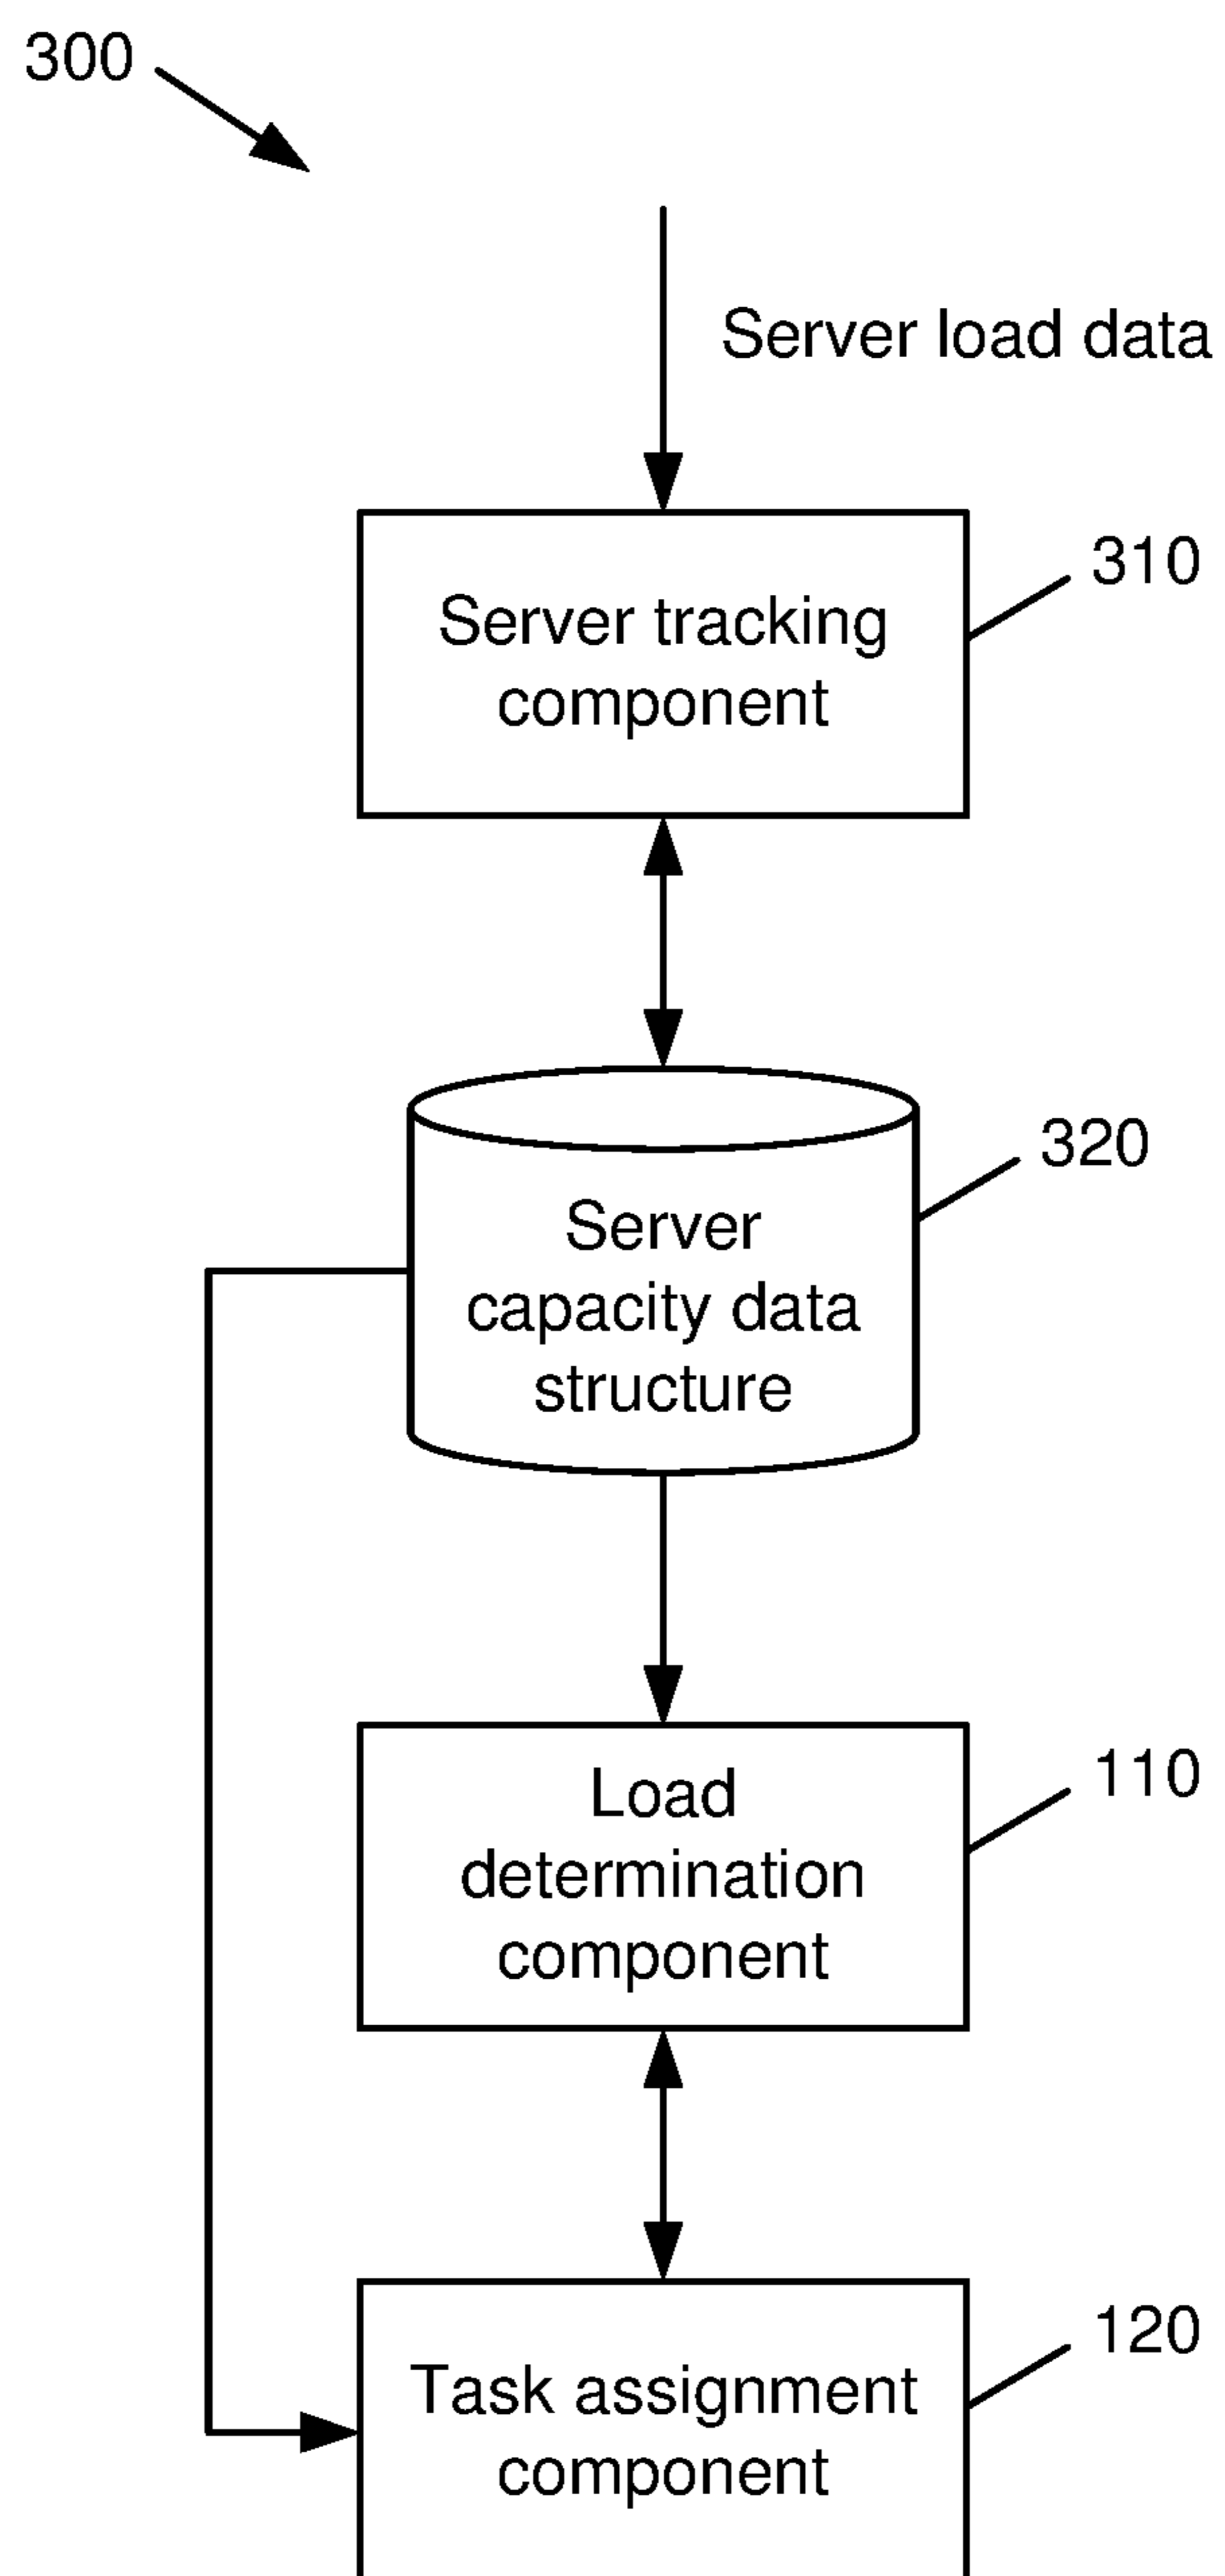 300
Server load data
310
Server tracking
component
320
Server
capacity data
structure
110
Load
determination
component
120
Task assignment
component